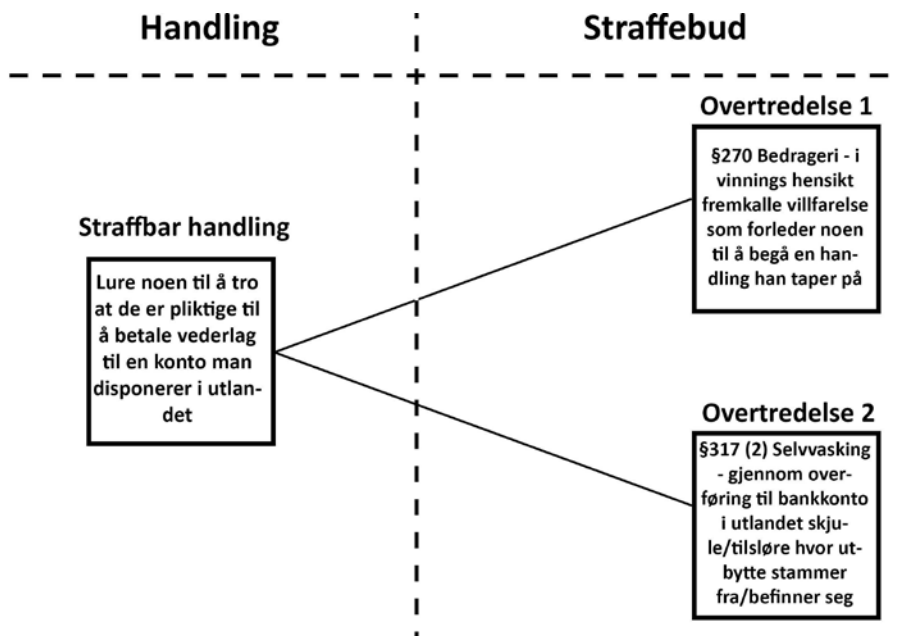 Handling
Straffebud
Straffbar handling
Lure noen til å tro
at de er pliktige til
å betale vederlag
til en konto man
disponerer i utlan-
det
Overtredelse 1
§270 Bedrageri - i
vinnings hensikt
fremkalle villfarelse
som forleder noen
til å begå en han-
dling han taper på
Overtredelse 2
§317 (2) Selvvasking
- gjennom over-
føring til bankkonto
i utlandet skju-
le/tilsløre hvor ut-
bytte stammer
fra/befinner seg